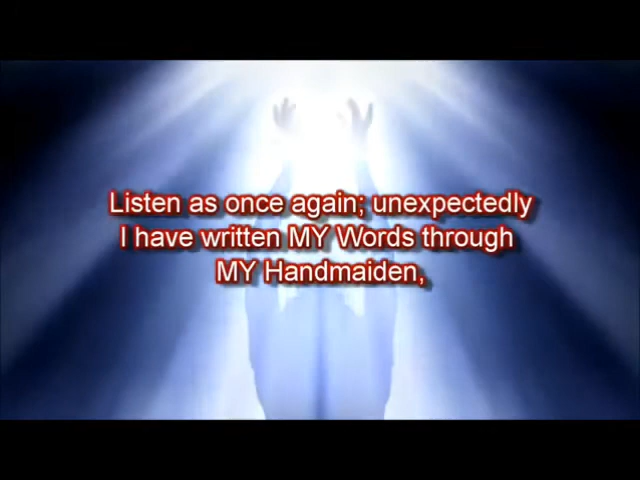 Listen as once again; unexpectedly
I have written MY Words through
MY Handmaiden,